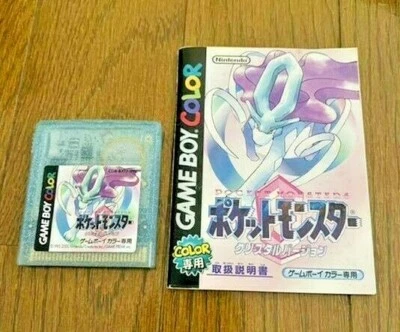 GAME BOY COLOR
ポケットモンスター
ゲームボイ カラー専用
Nintendo
GAME BOY COLOR
POCKET MONSTERS
ポケットモンスター
クリスタルバージョン
COLOR
専用
取扱説明書
ゲームボーイカラー専用